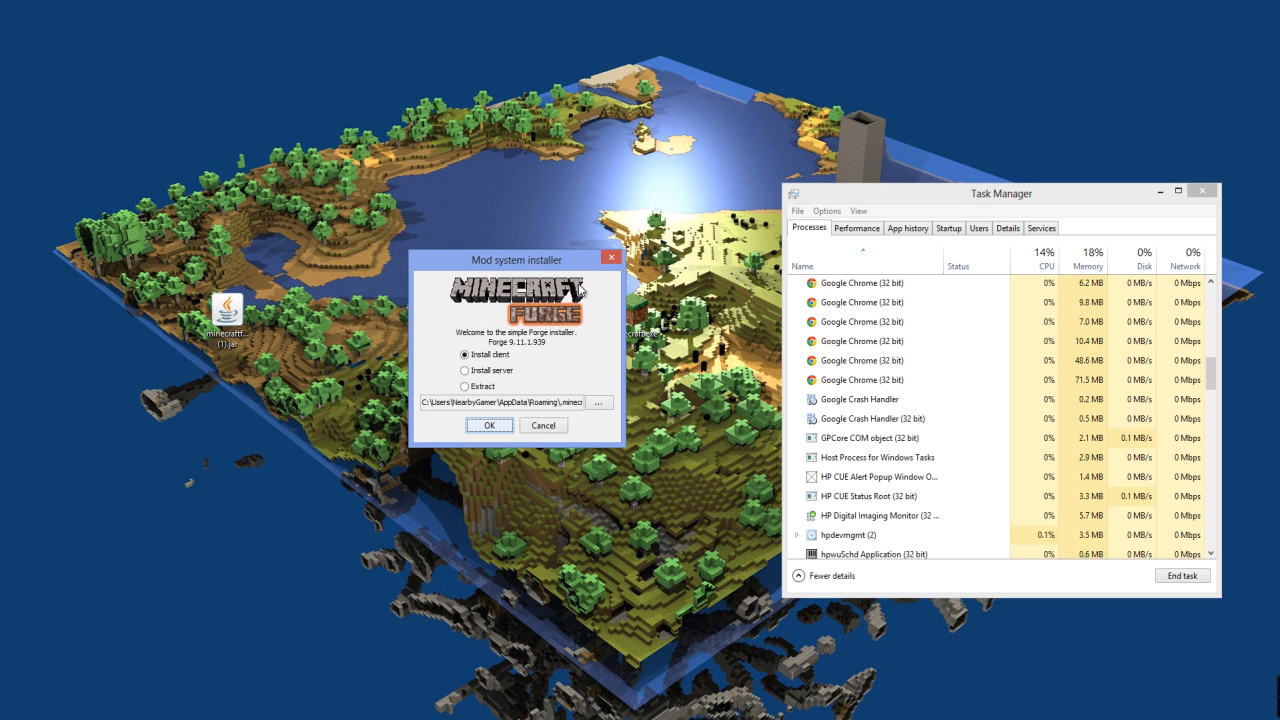 minecraftf...
(1).jar
Mod system installer
MINECRAFT
FORGE
Welcome to the simple Forge installer.
Forge 9.11.1.939
Install client
Install server
Extract
C:\Users\NearbyGamer\AppData\Roaming\.minecr
...
OK Cancel
Task Manager
File Options View
Processes Performance App history Startup Users Details Services
14% 18% 0% 0%
Name Status CPU Memory Disk Network
Google Chrome (32 bit) 0% 6.2 MB 0 MB/s 0 Mbps
Google Chrome (32 bit) 0% 9.8 MB 0 MB/s 0 Mbps
Google Chrome (32 bit) 0% 7.0 MB 0 MB/s 0 Mbps
Google Chrome (32 bit) 0% 10.4 MB 0 MB/s 0 Mbps
Google Chrome (32 bit) 0% 48.6 MB 0 MB/s 0 Mbps
Google Chrome (32 bit) 0% 71.5 MB 0 MB/s 0 Mbps
Google Crash Handler 0% 0.2 MB 0 MB/s 0 Mbps
Google Crash Handler (32 bit) 0% 0.5 MB 0 MB/s 0 Mbps
GPCore COM object (32 bit) 0% 2.1 MB 0.1 MB/s 0 Mbps
Host Process for Windows Tasks 0% 2.9 MB 0 MB/s 0 Mbps
HP CUE Alert Popup Window O... 0% 1.4 MB 0 MB/s 0 Mbps
HP CUE Status Root (32 bit) 0% 3.3 MB 0.1 MB/s 0 Mbps
HP Digital Imaging Monitor (32 ... 0% 5.7 MB 0 MB/s 0 Mbps
hpdevmgmt (2) 0.1% 3.5 MB 0 MB/s 0 Mbps
hpwuSchd Application (32 bit) 0% 0.6 MB 0 MB/s 0 Mbps
Fewer details
End task